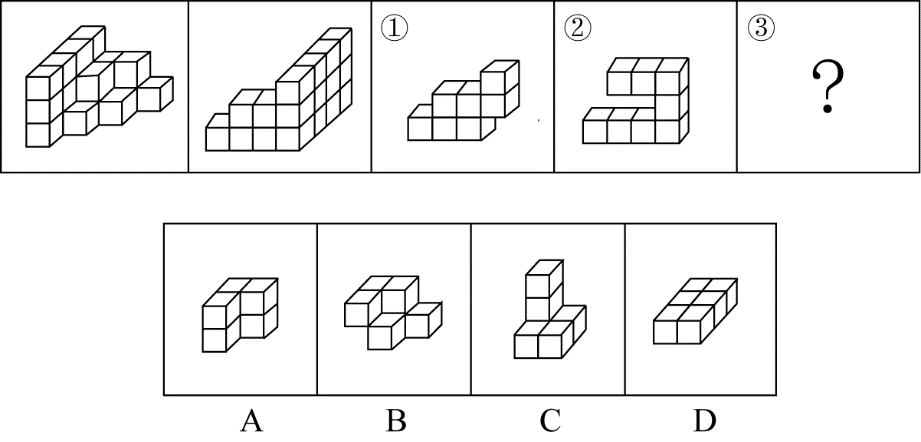 ① ② ③
?
A B C D